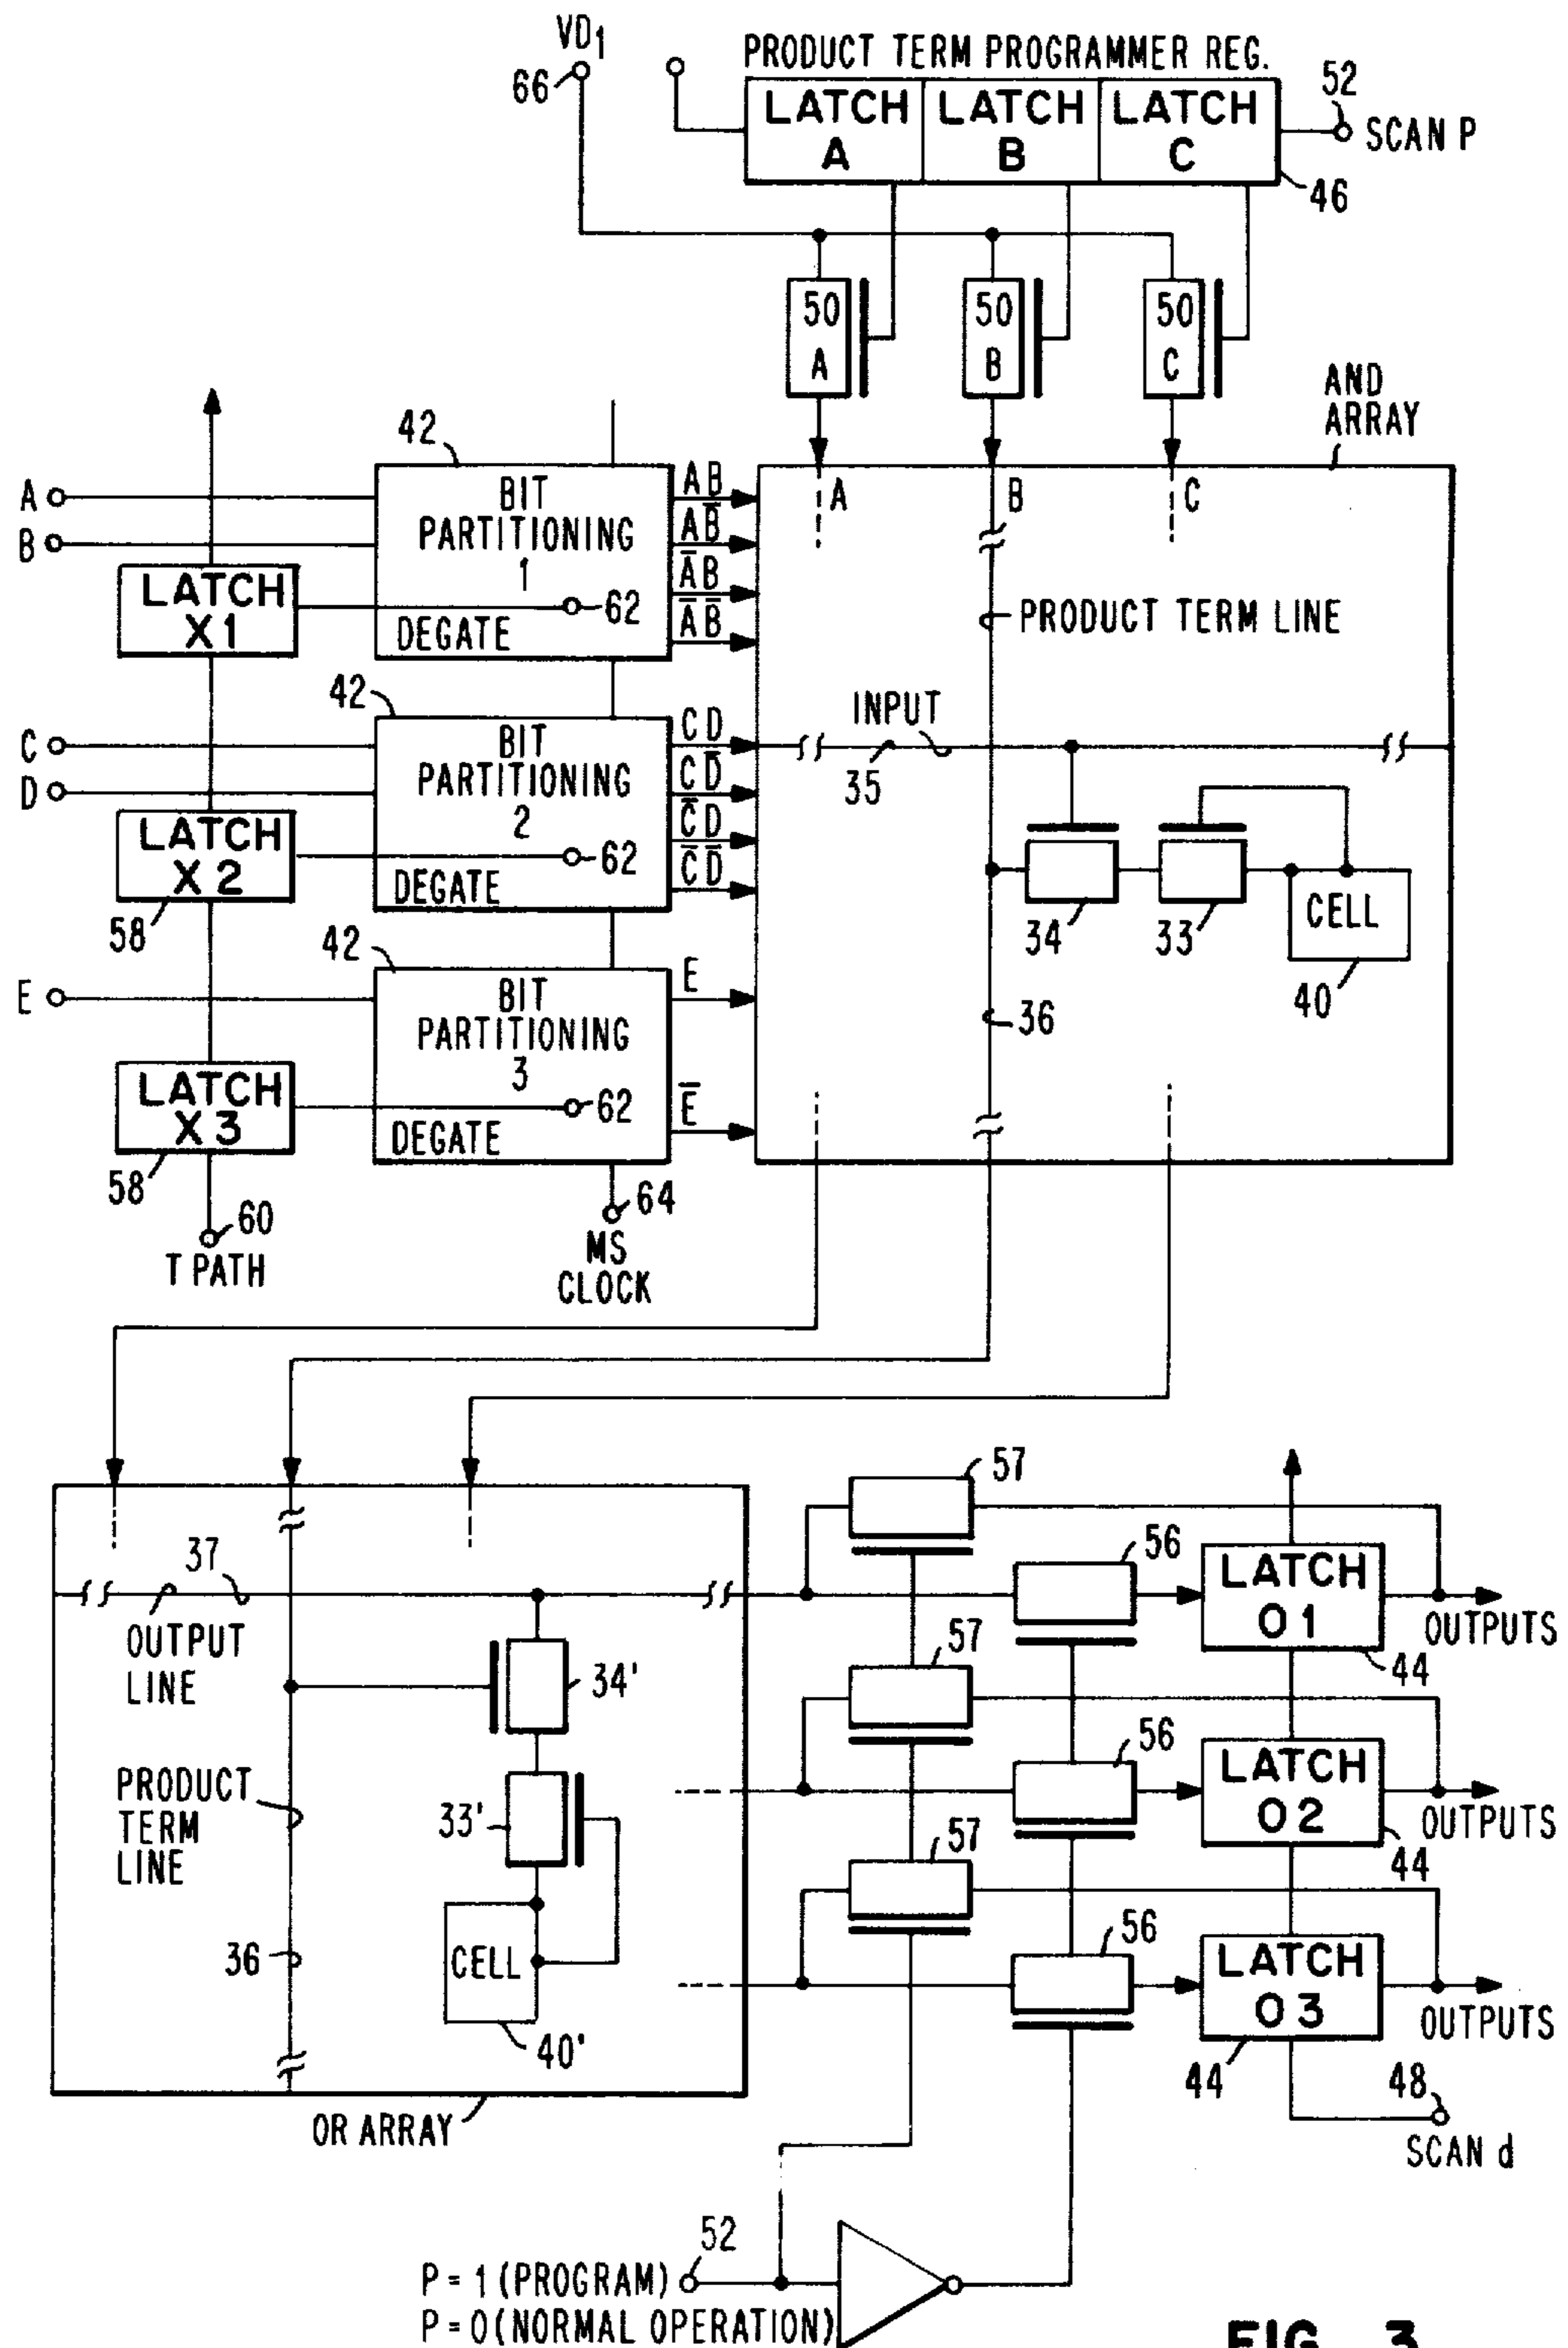 VD1
66
PRODUCT TERM PROGRAMMER REG.
LATCH A
LATCH B
LATCH C
52
SCAN P
46
50 A
50 B
50 C
AND
ARRAY
42
A
B
BIT
PARTITIONING
1
62
DEGATE
LATCH
X1
AB
AB̅
A̅B
A̅B̅
A
B
C
PRODUCT TERM LINE
42
C
D
BIT
PARTITIONING
2
62
DEGATE
LATCH
X2
58
CD
CD̅
C̅D
C̅D̅
INPUT
35
34
33
CELL
40
36
42
E
BIT
PARTITIONING
3
62
DEGATE
LATCH
X3
58
E
E̅
60
T PATH
64
MS
CLOCK
37
OUTPUT
LINE
34'
PRODUCT
TERM
LINE
33'
36
CELL
40'
OR ARRAY
57
56
LATCH
O1
OUTPUTS
44
57
56
LATCH
O2
OUTPUTS
44
57
56
LATCH
O3
OUTPUTS
44
48
SCAN d
52
P = 1 (PROGRAM)
P = 0 (NORMAL OPERATION)
FIG. 3